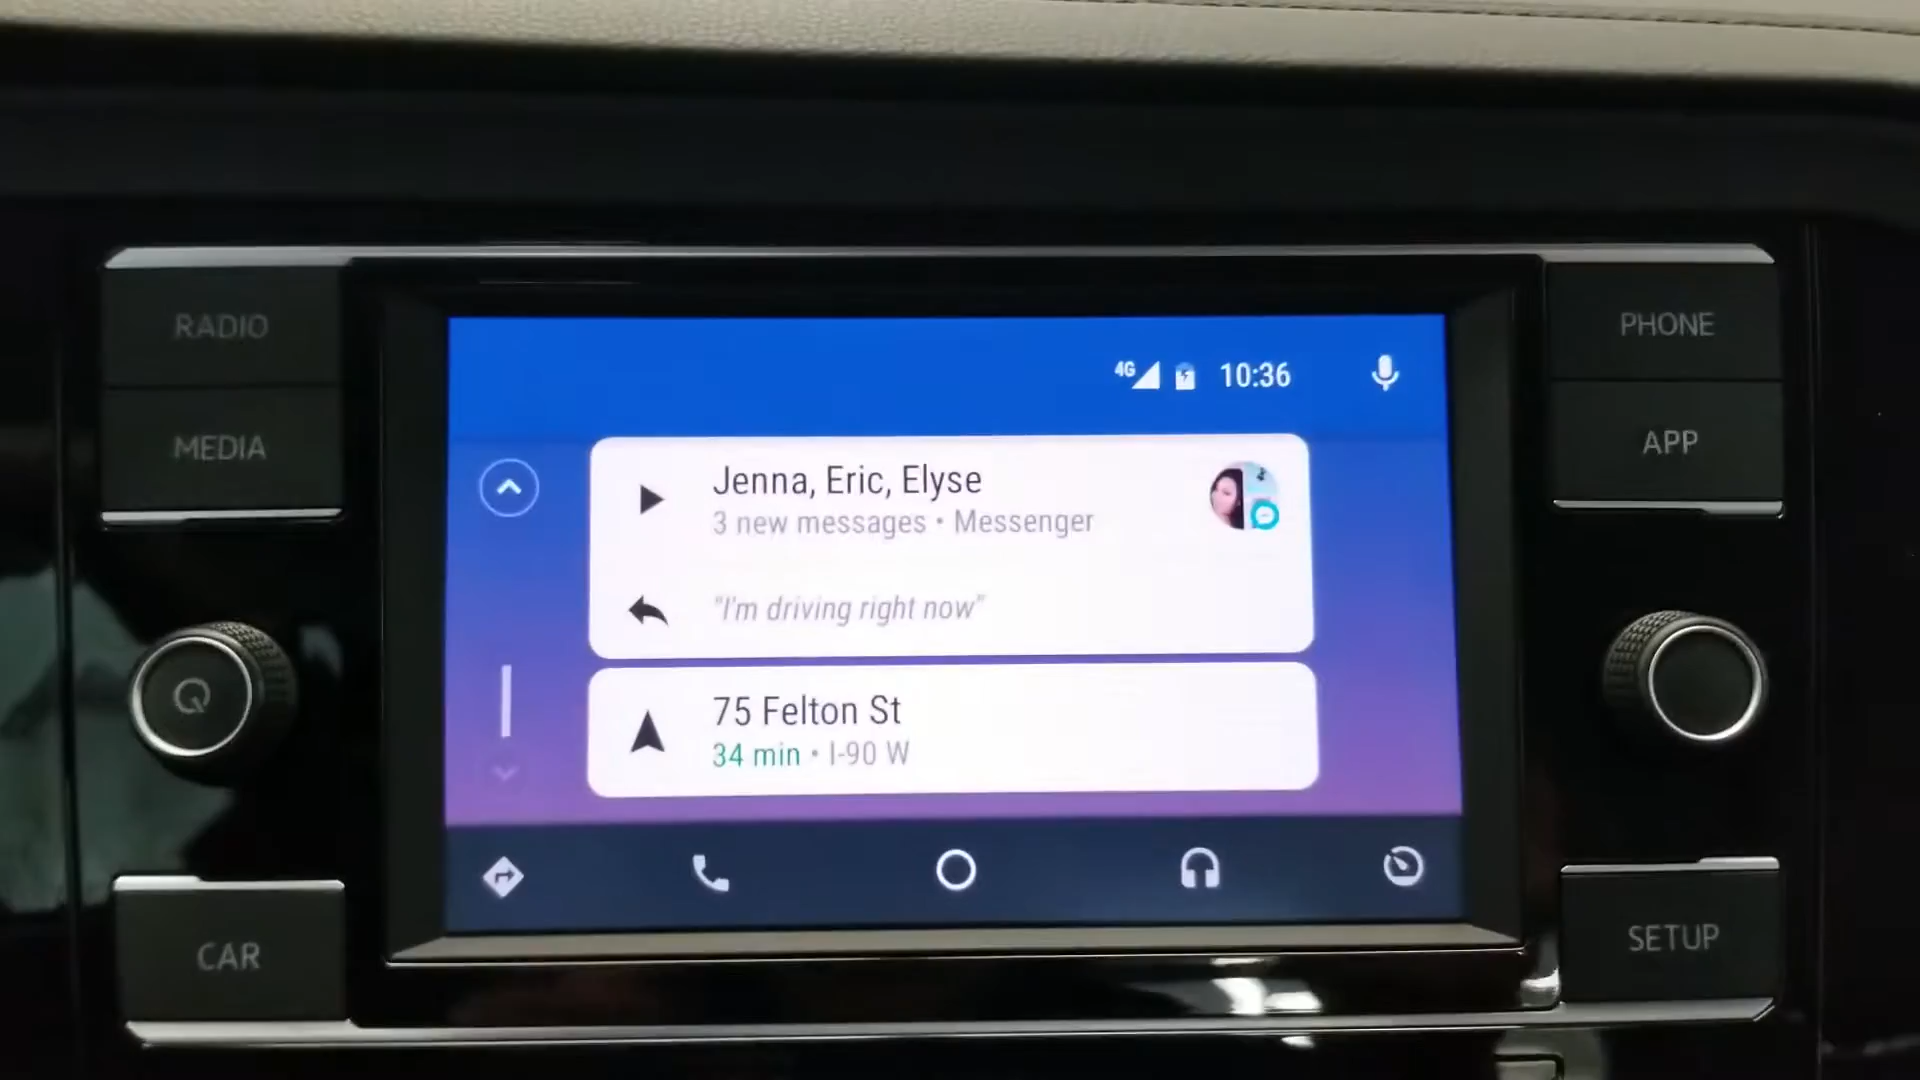 RADIO
MEDIA
CAR
4G 10:36
Jenna, Eric, Elyse
3 new messages • Messenger
"I'm driving right now"
75 Felton St
34 min • I-90 W
PHONE
APP
SETUP